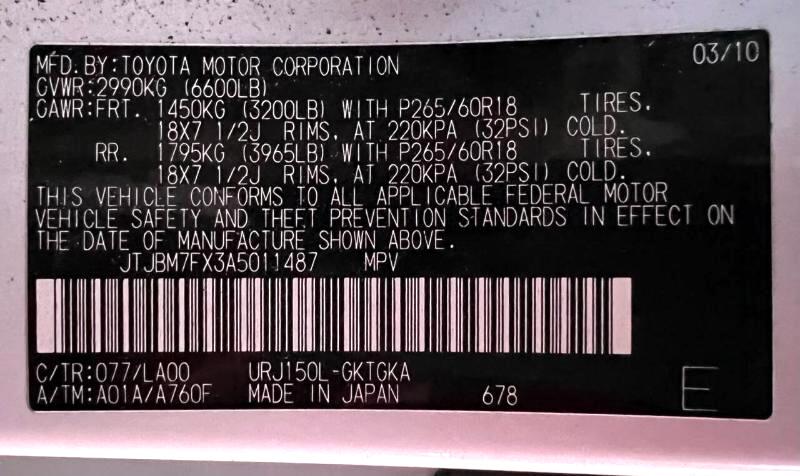 03/10
MFD.BY:TOYOTA MOTOR CORPORATION
GVWR:2990KG (6600LB)
GAWR:FRT. 1450KG (3200LB) WITH P265/60R18 TIRES.
18X7 1/2J RIMS. AT 220KPA (32PSI) COLD.
RR. 1795KG (3965LB) WITH P265/60R18 TIRES.
18X7 1/2J RIMS. AT 220KPA (32PSI) COLD.
THIS VEHICLE CONFORMS TO ALL APPLICABLE FEDERAL MOTOR
VEHICLE SAFETY AND THEFT PREVENTION STANDARDS IN EFFECT ON
THE DATE OF MANUFACTURE SHOWN ABOVE.
JTJBM7FX3A5011487 MPV
C/TR:077/LA00 URJ150L-GKTGKA
A/TM:A01A/A760F MADE IN JAPAN 678 E